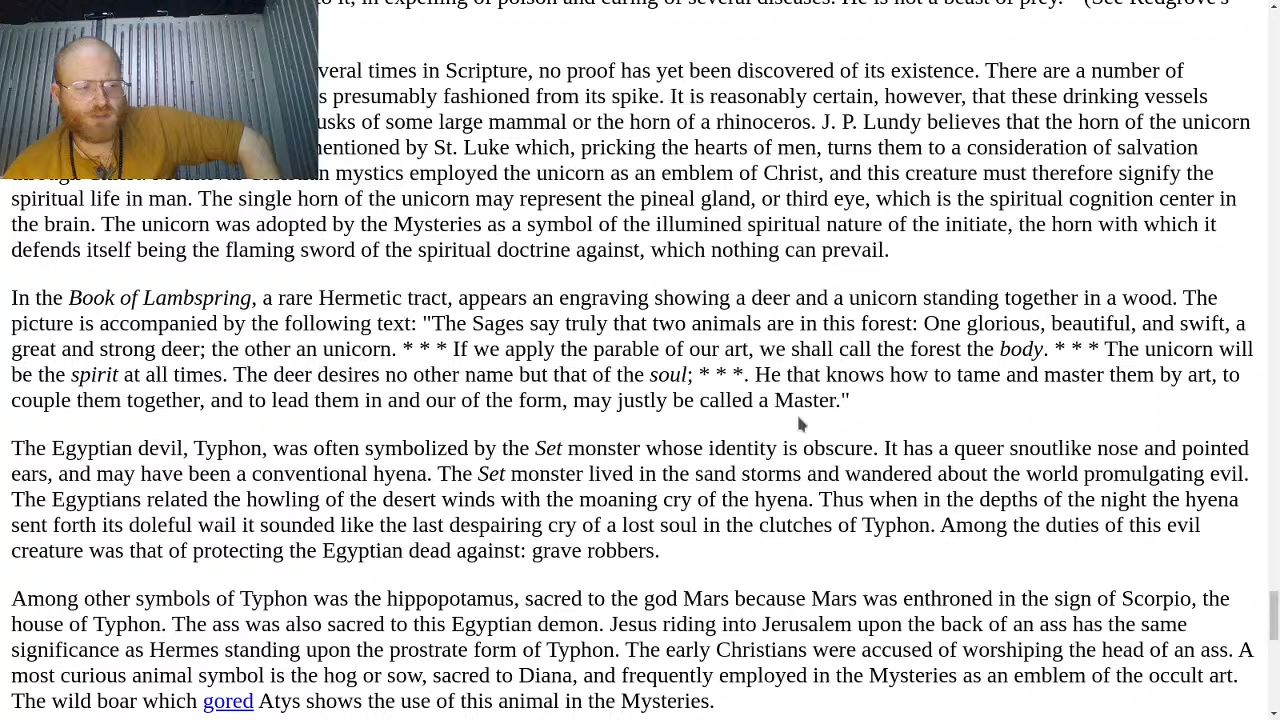 to it, in expelling of poison and curing of several diseases. He is not a beast of prey." (See Redgrove's
veral times in Scripture, no proof has yet been discovered of its existence. There are a number of
s presumably fashioned from its spike. It is reasonably certain, however, that these drinking vessels
usks of some large mammal or the horn of a rhinoceros. J. P. Lundy believes that the horn of the unicorn
mentioned by St. Luke which, pricking the hearts of men, turns them to a consideration of salvation
n mystics employed the unicorn as an emblem of Christ, and this creature must therefore signify the
spiritual life in man. The single horn of the unicorn may represent the pineal gland, or third eye, which is the spiritual cognition center in
the brain. The unicorn was adopted by the Mysteries as a symbol of the illumined spiritual nature of the initiate, the horn with which it
defends itself being the flaming sword of the spiritual doctrine against, which nothing can prevail.
In the Book of Lambspring, a rare Hermetic tract, appears an engraving showing a deer and a unicorn standing together in a wood. The
picture is accompanied by the following text: "The Sages say truly that two animals are in this forest: One glorious, beautiful, and swift, a
great and strong deer; the other an unicorn. * * * If we apply the parable of our art, we shall call the forest the body. * * * The unicorn will
be the spirit at all times. The deer desires no other name but that of the soul; * * *. He that knows how to tame and master them by art, to
couple them together, and to lead them in and our of the form, may justly be called a Master."
The Egyptian devil, Typhon, was often symbolized by the Set monster whose identity is obscure. It has a queer snoutlike nose and pointed
ears, and may have been a conventional hyena. The Set monster lived in the sand storms and wandered about the world promulgating evil.
The Egyptians related the howling of the desert winds with the moaning cry of the hyena. Thus when in the depths of the night the hyena
sent forth its doleful wail it sounded like the last despairing cry of a lost soul in the clutches of Typhon. Among the duties of this evil
creature was that of protecting the Egyptian dead against: grave robbers.
Among other symbols of Typhon was the hippopotamus, sacred to the god Mars because Mars was enthroned in the sign of Scorpio, the
house of Typhon. The ass was also sacred to this Egyptian demon. Jesus riding into Jerusalem upon the back of an ass has the same
significance as Hermes standing upon the prostrate form of Typhon. The early Christians were accused of worshiping the head of an ass. A
most curious animal symbol is the hog or sow, sacred to Diana, and frequently employed in the Mysteries as an emblem of the occult art.
The wild boar which gored Atys shows the use of this animal in the Mysteries.